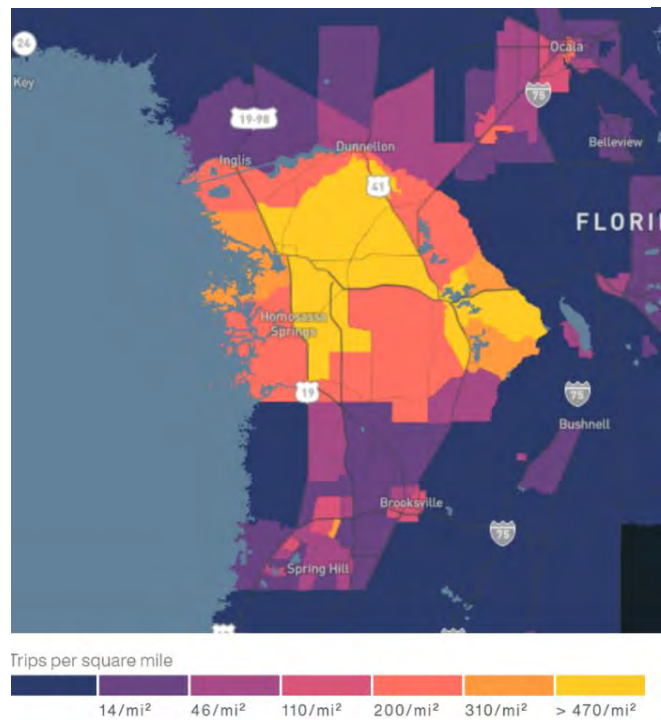 24
Key
Ocala
75
19-98
Belleview
Inglis
Dunnellon
41
FLORI
Homosassa
Springs
19
75
Bushnell
Brooksville
75
Spring Hill
Trips per square mile
14/mi² 46/mi² 110/mi² 200/mi² 310/mi² > 470/mi²